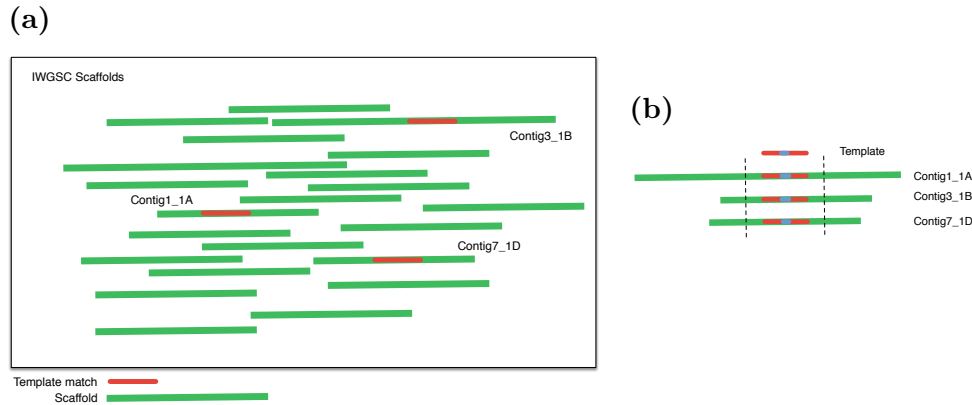 (a)
IWGSC Scaffolds
Contig3_1B
Contig1_1A
Contig7_1D
Template match
Scaffold
(b)
Template
Contig1_1A
Contig3_1B
Contig7_1D